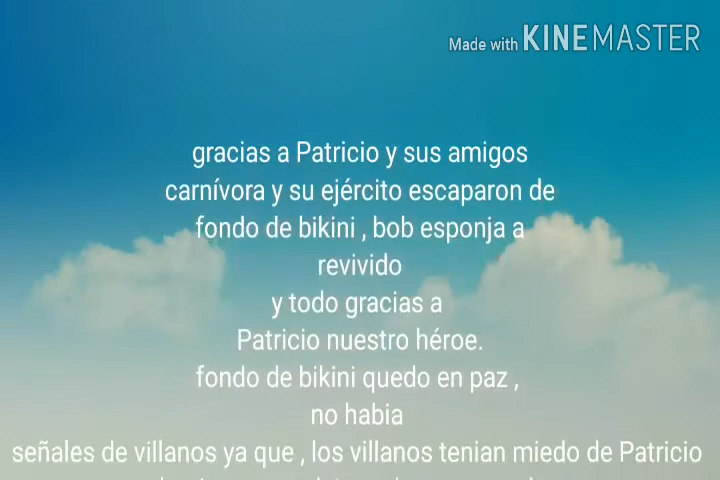 Made with KINEMASTER
gracias a Patricio y sus amigos
carnívora y su ejército escaparon de
fondo de bikini , bob esponja a
revivido
y todo gracias a
Patricio nuestro héroe.
fondo de bikini quedo en paz ,
no habia
señales de villanos ya que , los villanos tenian miedo de Patricio